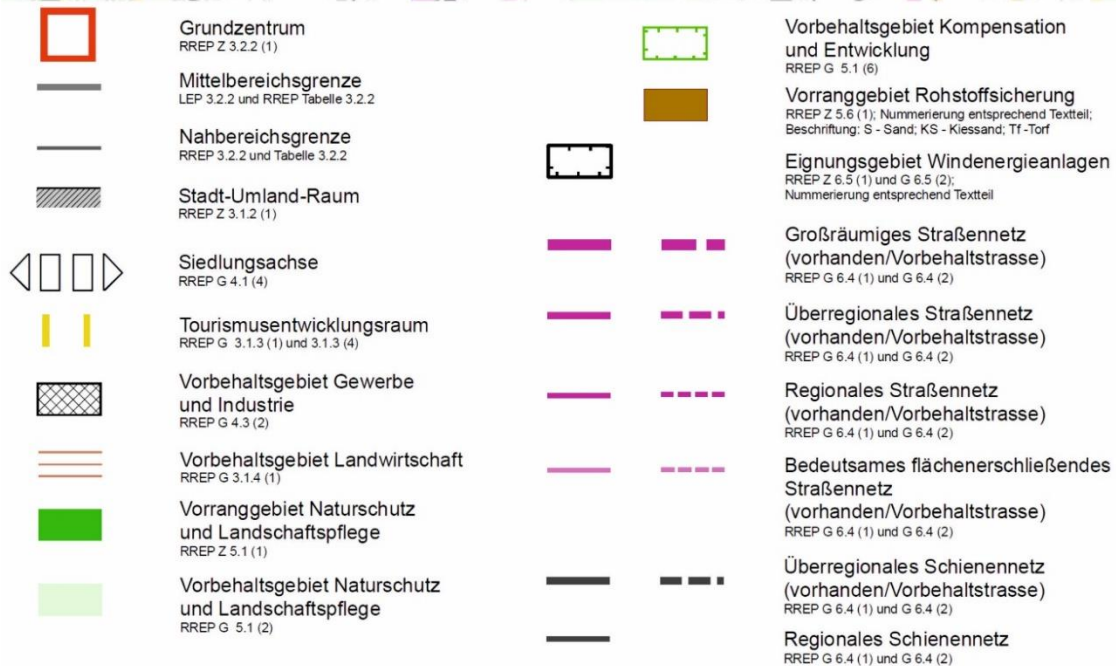 Grundzentrum
RREP Z 3.2.2 (1)
Mittelbereichsgrenze
LEP 3.2.2 und RREP Tabelle 3.2.2
Nahbereichsgrenze
RREP 3.2.2 und Tabelle 3.2.2
Stadt-Umland-Raum
RREP Z 3.1.2 (1)
Siedlungsachse
RREP G 4.1 (4)
Tourismusentwicklungsraum
RREP G 3.1.3 (1) und 3.1.3 (4)
Vorbehaltsgebiet Gewerbe
und Industrie
RREP G 4.3 (2)
Vorbehaltsgebiet Landwirtschaft
RREP G 3.1.4 (1)
Vorranggebiet Naturschutz
und Landschaftspflege
RREP Z 5.1 (1)
Vorbehaltsgebiet Naturschutz
und Landschaftspflege
RREP G 5.1 (2)
Vorbehaltsgebiet Kompensation
und Entwicklung
RREP G 5.1 (6)
Vorranggebiet Rohstoffsicherung
RREP Z 5.6 (1); Nummerierung entsprechend Textteil;
Beschriftung: S - Sand; KS - Kiessand; Tf -Torf
Eignungsgebiet Windenergieanlagen
RREP Z 6.5 (1) und G 6.5 (2);
Nummerierung entsprechend Textteil
Großräumiges Straßennetz
(vorhanden/Vorbehaltstrasse)
RREP G 6.4 (1) und G 6.4 (2)
Überregionales Straßennetz
(vorhanden/Vorbehaltstrasse)
RREP G 6.4 (1) und G 6.4 (2)
Regionales Straßennetz
(vorhanden/Vorbehaltstrasse)
RREP G 6.4 (1) und G 6.4 (2)
Bedeutsames flächenerschließendes
Straßennetz
(vorhanden/Vorbehaltstrasse)
RREP G 6.4 (1) und G 6.4 (2)
Überregionales Schienennetz
(vorhanden/Vorbehaltstrasse)
RREP G 6.4 (1) und G 6.4 (2)
Regionales Schienennetz
RREP G 6.4 (1) und G 6.4 (2)